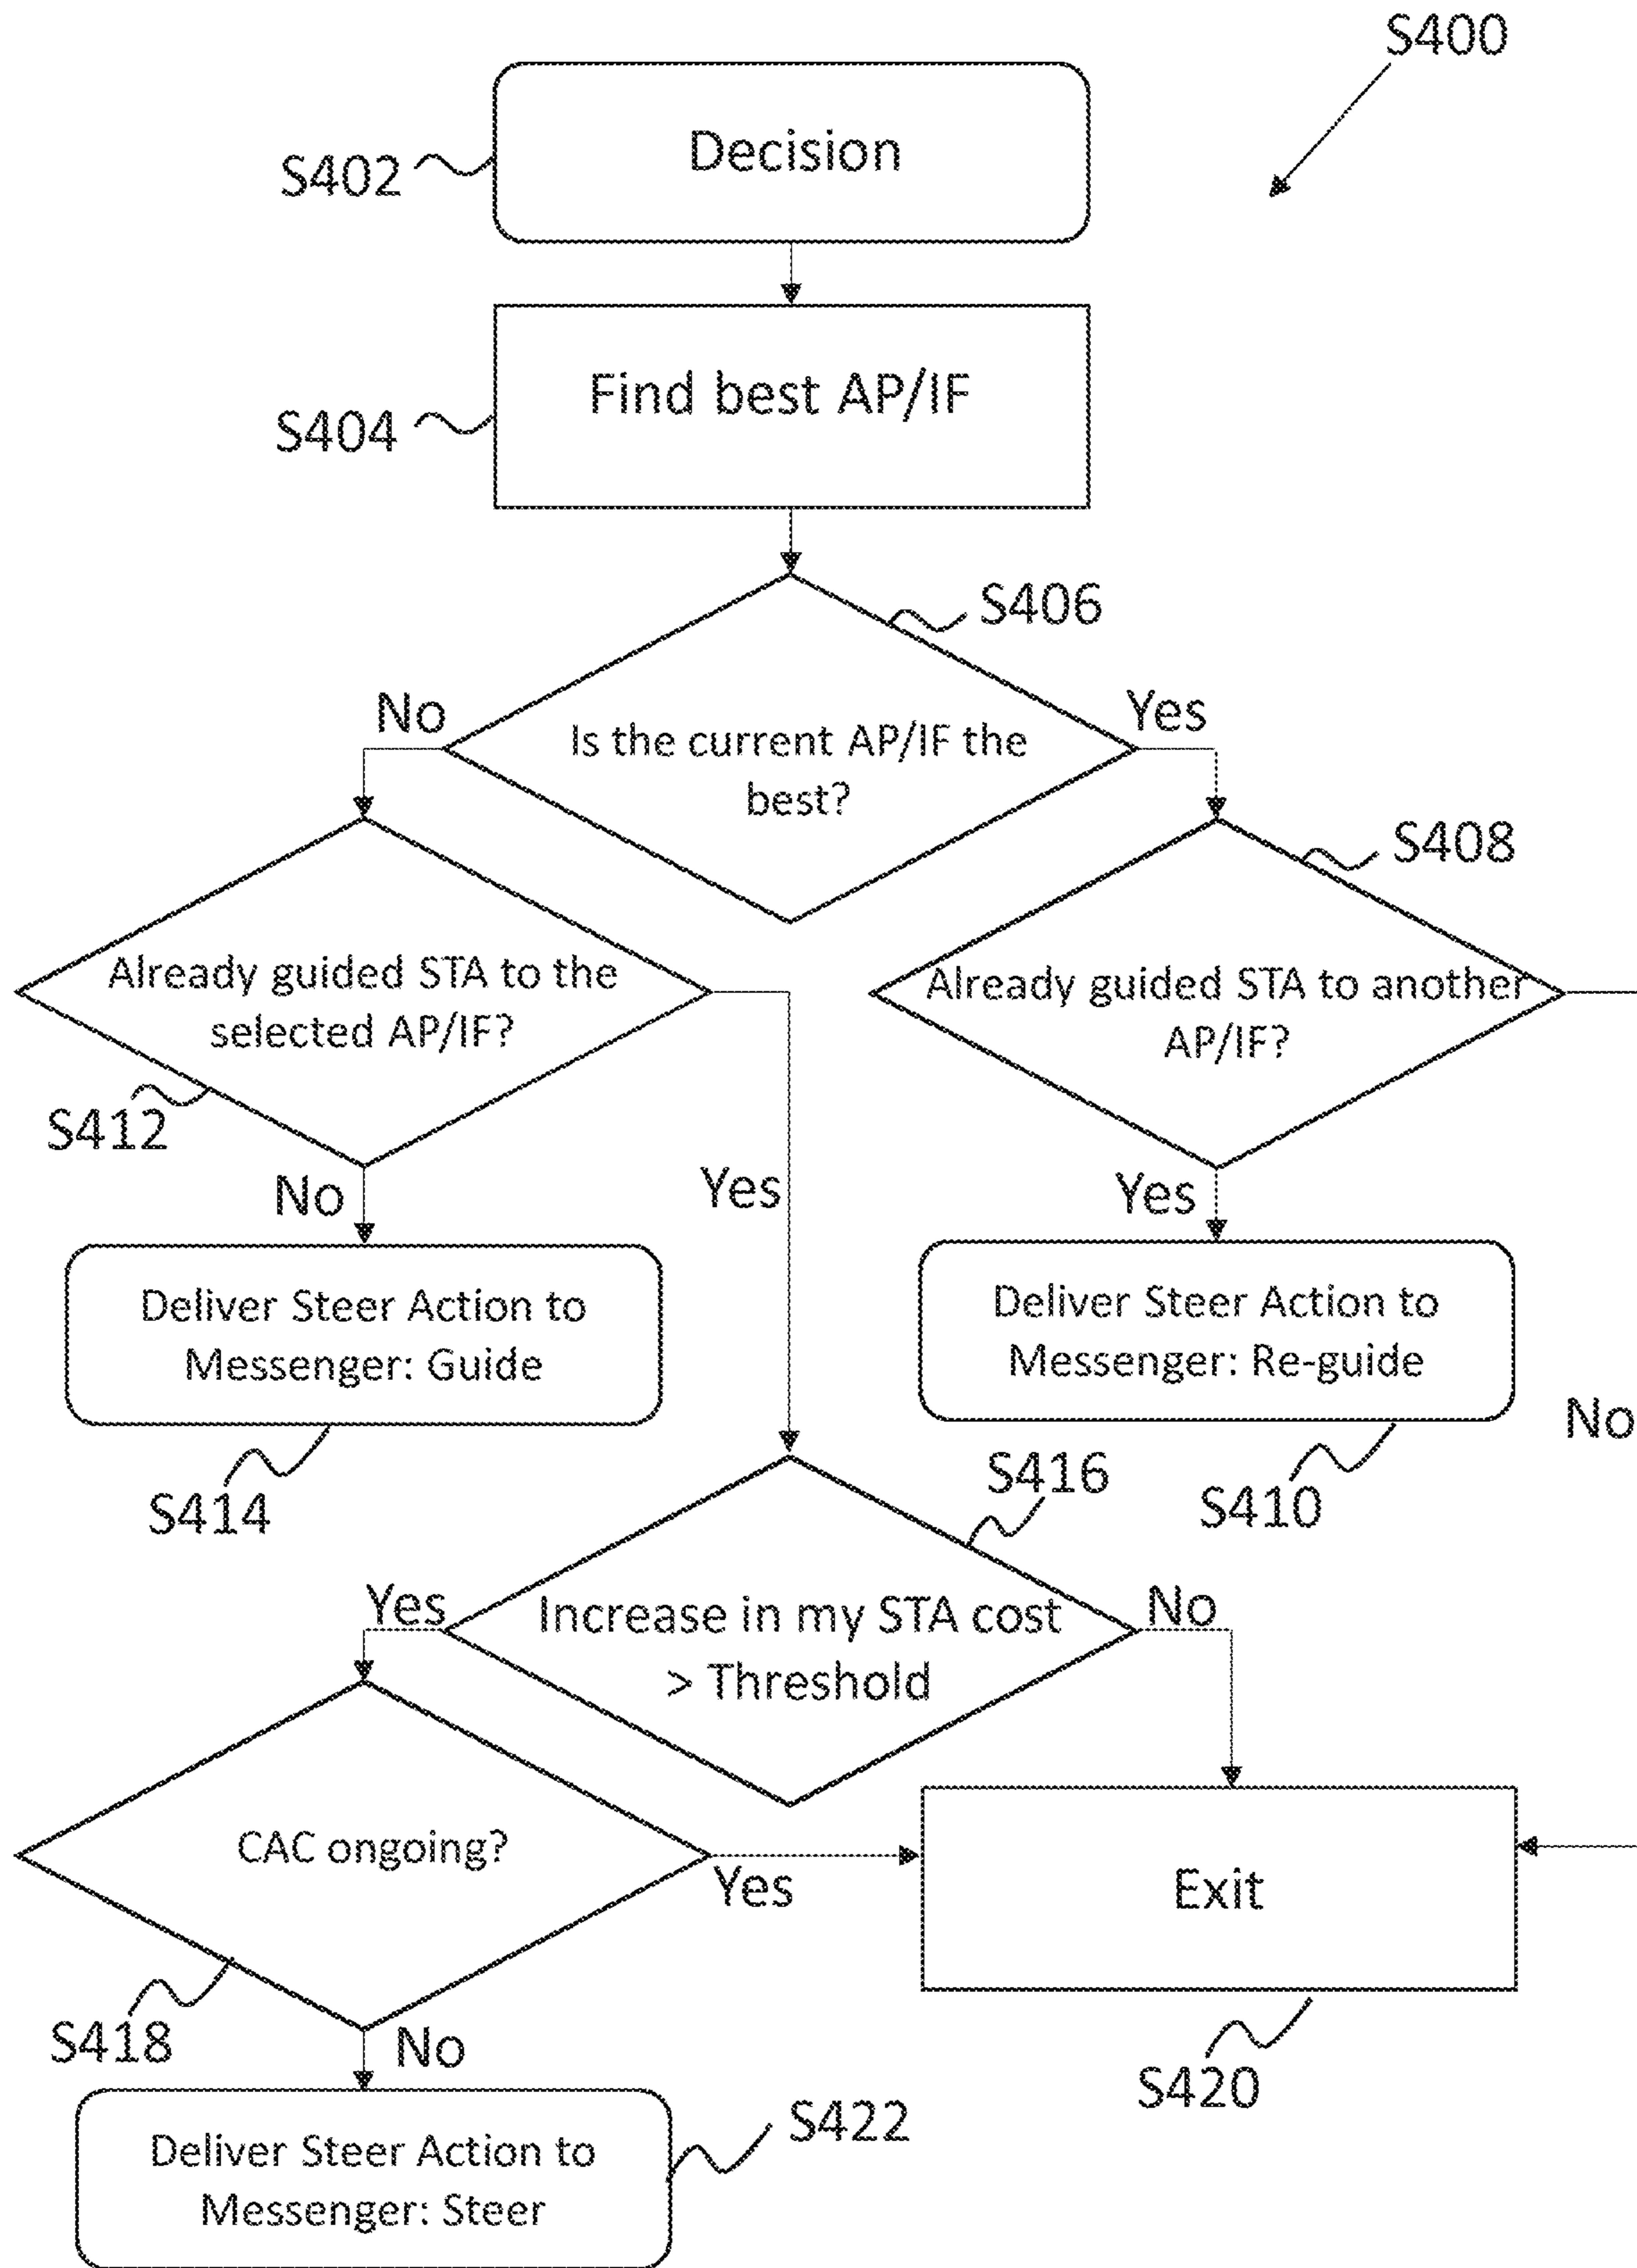 S400
Decision
S402
Find best AP/IF
S404
S406
No
Yes
Is the current AP/IF the
best?
S408
Already guided STA to the
selected AP/IF?
Already guided STA to another
AP/IF?
S412
No
Yes
Yes
Deliver Steer Action to
Messenger: Guide
Deliver Steer Action to
Messenger: Re-guide
No
S414
S416
S410
Yes
Increase in my STA cost
> Threshold
No
CAC ongoing?
Yes
Exit
S418
No
S420
Deliver Steer Action to
Messenger: Steer
S422